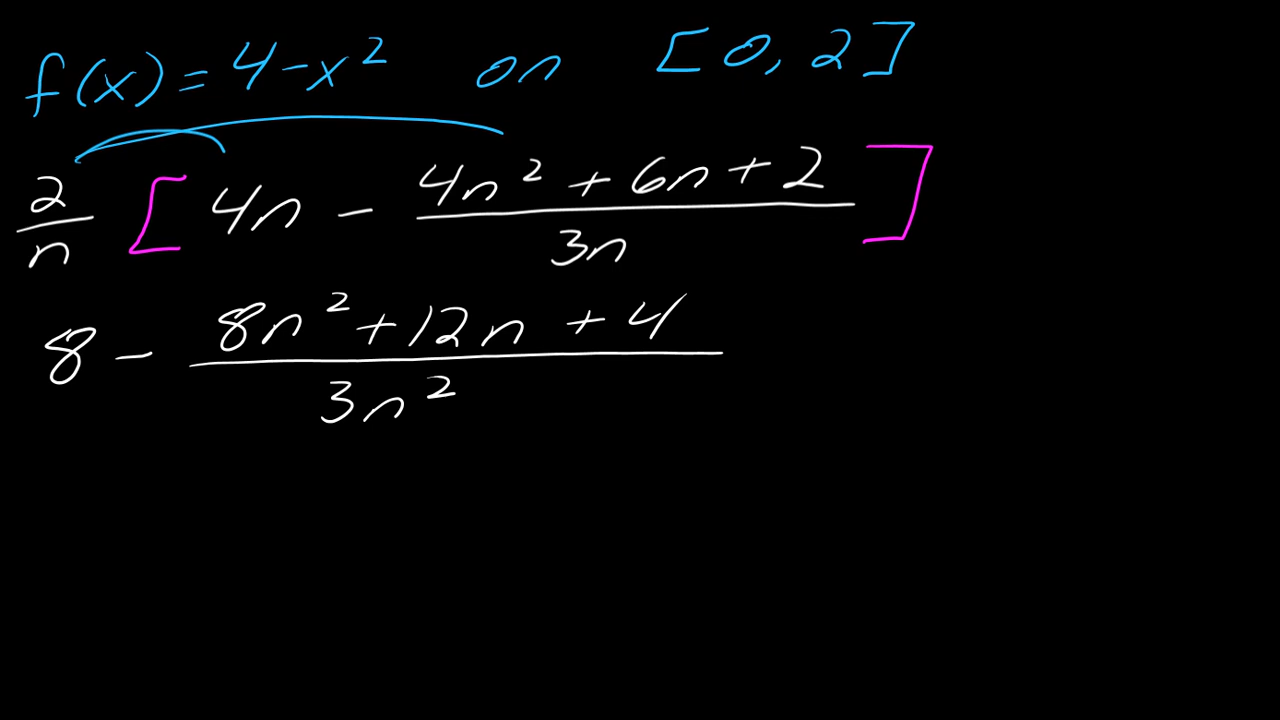 f(x) = 4 - x² on [0, 2]
2/n [ 4n - (4n² + 6n + 2)/(3n) ]
8 - (8n² + 12n + 4)/(3n²)